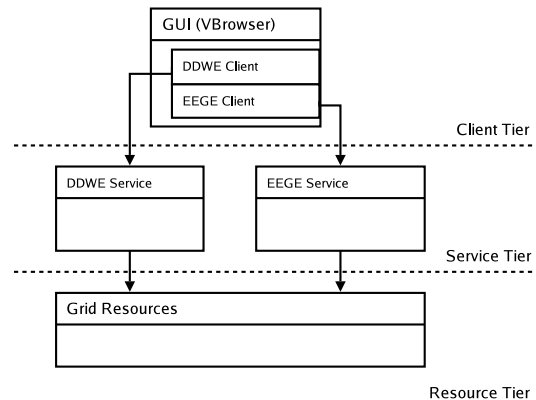 GUI (VBrowser)
DDWE Client
EEGE Client
Client Tier
DDWE Service
EEGE Service
Service Tier
Grid Resources
Resource Tier